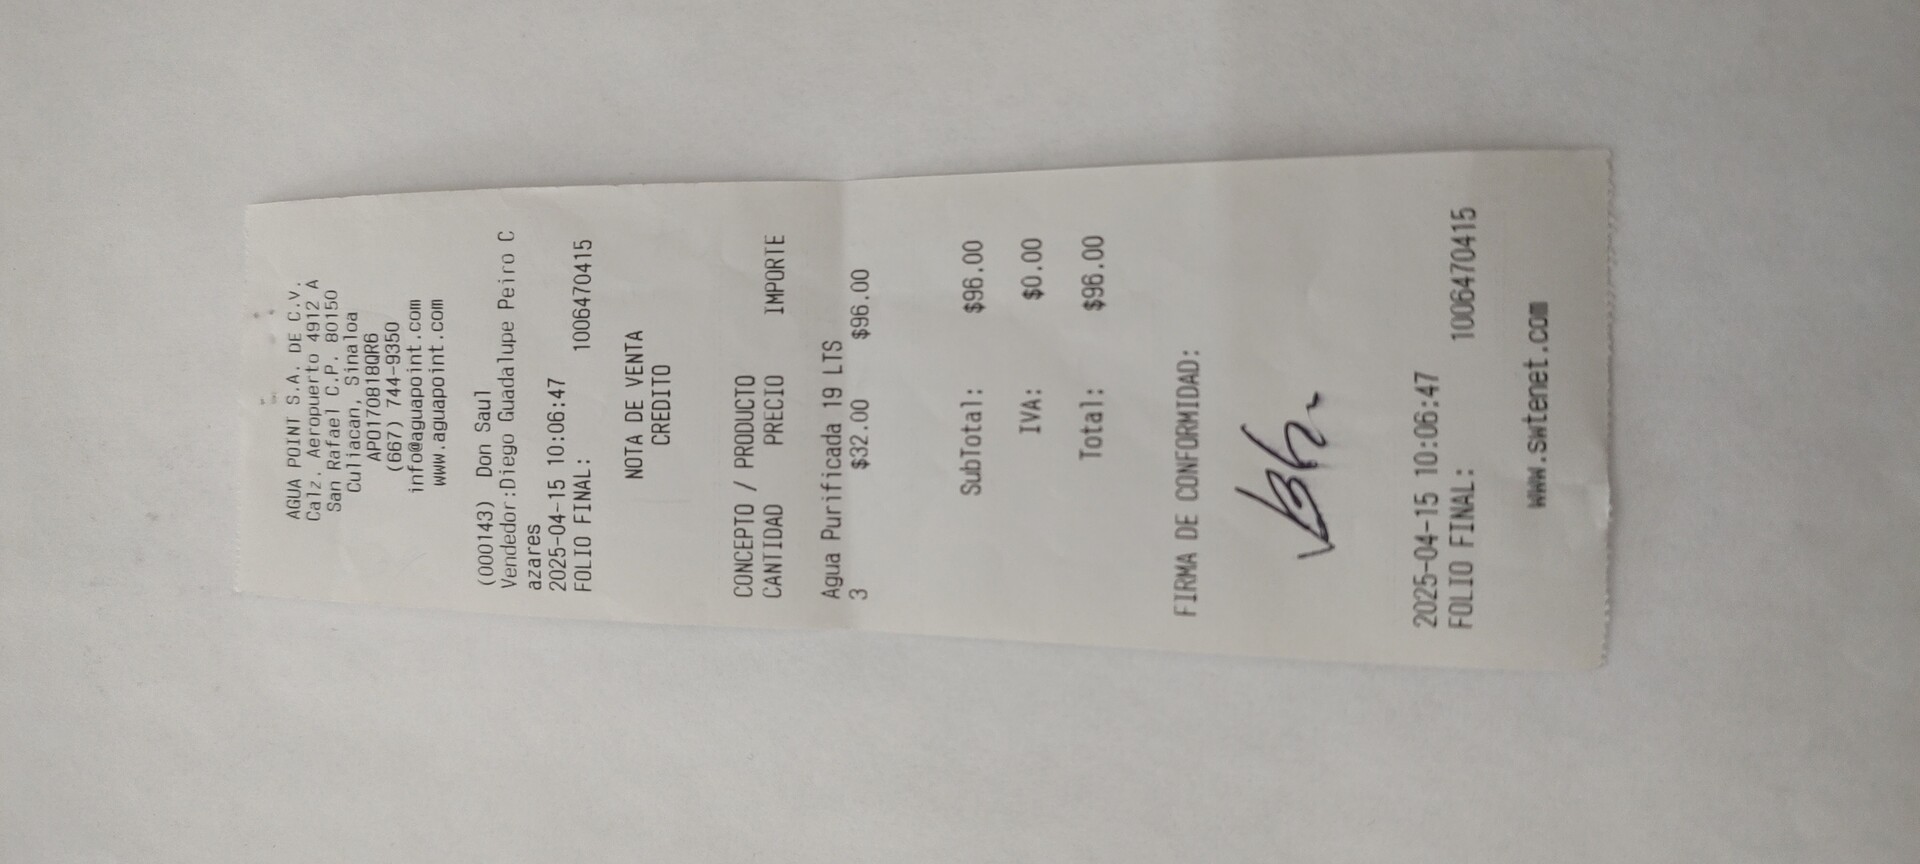 AGUA POINT S.A. DE C.V.
Calz. Aeropuerto 4912 A
San Rafael C.P. 80150
Culiacan, Sinaloa
APO170818QR6
(667) 744-9350
info@aguapoint.com
www.aguapoint.com
(000143) Don Saul
Vendedor:Diego Guadalupe Peiro C
azares
2025-04-15 10:06:47
FOLIO FINAL: 1006470415
NOTA DE VENTA
CREDITO
CONCEPTO / PRODUCTO
CANTIDAD PRECIO IMPORTE
Agua Purificada 19 LTS
3 $32.00 $96.00
SubTotal: $96.00
IVA: $0.00
Total: $96.00
FIRMA DE CONFORMIDAD:
2025-04-15 10:06:47
FOLIO FINAL: 1006470415
www.swtenet.com